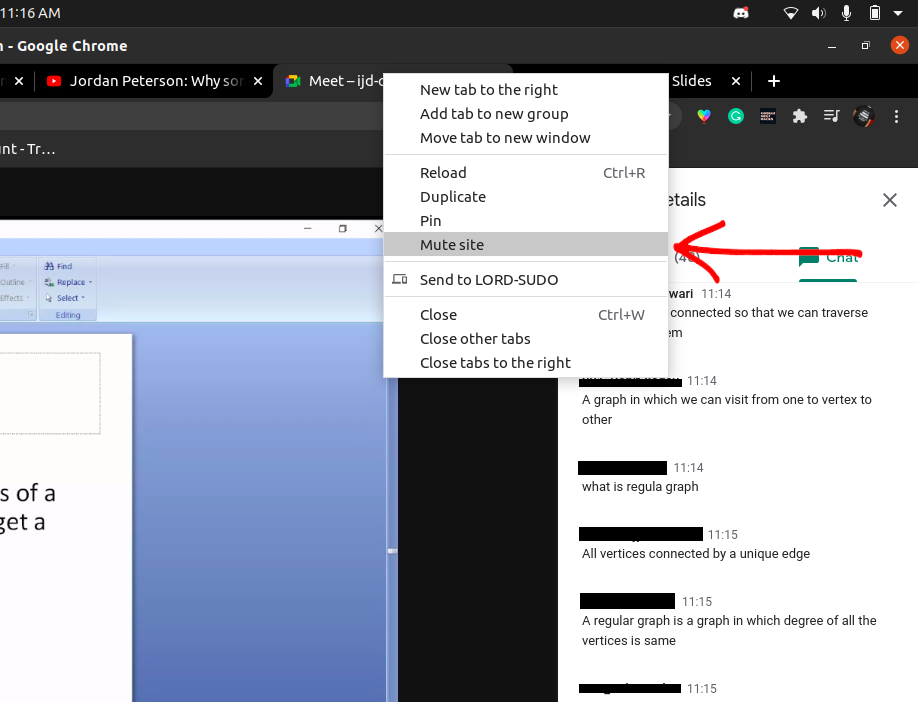 11:16 AM
- Google Chrome
Jordan Peterson: Why so
Meet – ijd-
Slides
nt - Tr…
New tab to the right
Add tab to new group
Move tab to new window
Reload Ctrl+R
Duplicate
Pin
Mute site
Send to LORD-SUDO
Close Ctrl+W
Close other tabs
Close tabs to the right
Fill
Outline
Effects
Find
Replace
Select
Editing
s of a
get a
etails
Chat
wari 11:14
connected so that we can traverse
em
11:14
A graph in which we can visit from one to vertex to
other
11:14
what is regula graph
11:15
All vertices connected by a unique edge
11:15
A regular graph is a graph in which degree of all the
vertices is same
11:15